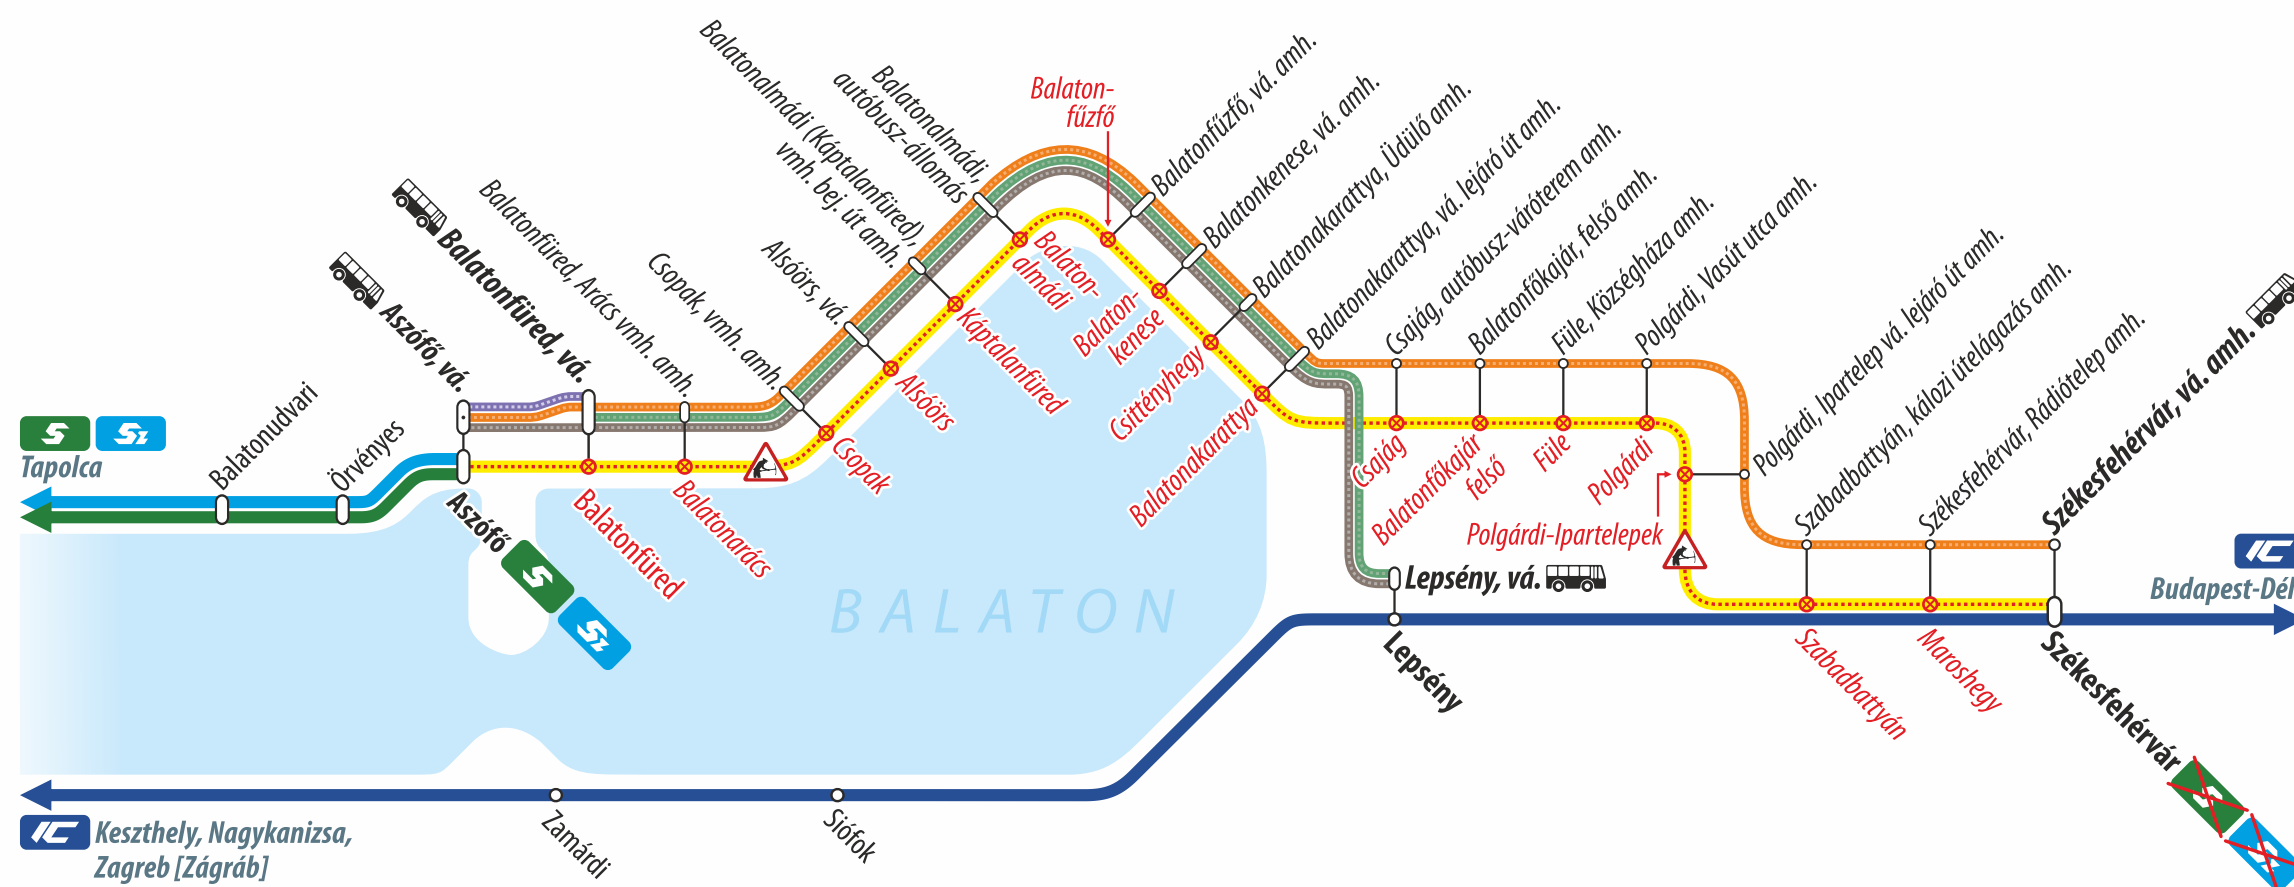 Balatonalmádi (Káptalanfüred),
vmh. bej. út amh.
Balatonalmádi,
autóbusz-állomás
Balaton-
fűzfő
Balatonfűzfő, vá. amh.
Balatonkenese, vá. amh.
Balatonakarattya, Üdülő amh.
Balatonakarattya, vá. lejáró út amh.
Csajág, autóbusz-váróterem amh.
Balatonfőkajár, felső amh.
Füle, Községháza amh.
Polgárdi, Vasút utca amh.
Polgárdi, Ipartelep vá. lejáró út amh.
Szabadbattyán, kálozi útelágazás amh.
Székesfehérvár, Rádiótelep amh.
Székesfehérvár, vá. amh.
Aszófő, vá.
Balatonfüred, vá.
Balatonfüred, Arács vmh. amh.
Csopak, vmh. amh.
Alsóörs, vá.
Balaton-
almádi
Káptalanfüred
Alsóörs
Csopak
Balaton-
kenese
Csittényhegy
Balatonakarattya
Csajág
Balatonfőkajár
felső
Füle
Polgárdi
Polgárdi-Ipartelepek
S
Sz
Tapolca
Balatonudvari
Örvényes
Aszófő
S
Sz
Balatonfüred
Balatonarács
BALATON
Lepsény, vá.
Lepsény
Szabadbattyán
Maroshegy
Székesfehérvár
IC
Budapest-Dél
IC
Keszthely, Nagykanizsa,
Zagreb [Zágráb]
Zamárdi
Siófok